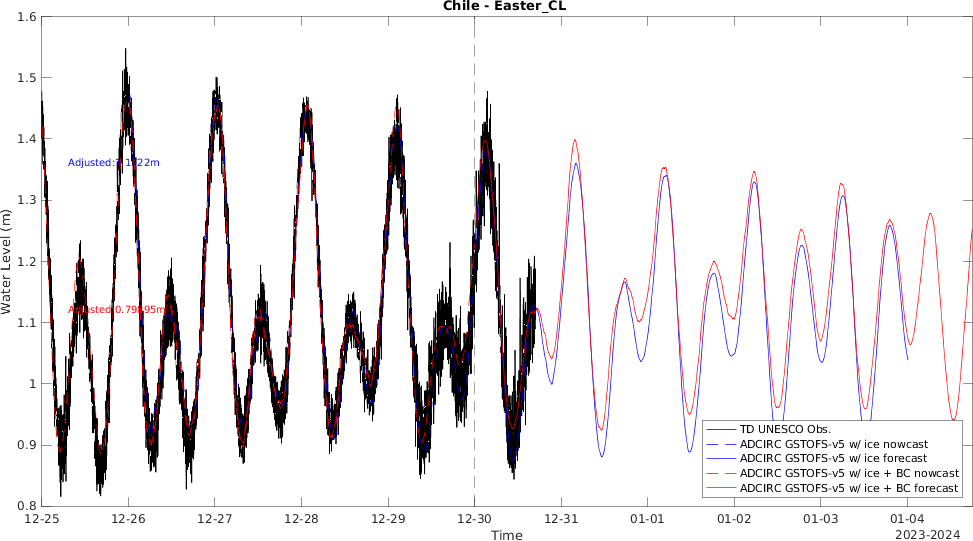 Chile - Easter_CL
Water Level (m)
1.6
1.5
1.4
1.3
1.2
1.1
1
0.9
0.8
Adjusted:
Adjusted:
TD UNESCO Obs.
ADCIRC GSTOFS-v5 w/ ice nowcast
ADCIRC GSTOFS-v5 w/ ice forecast
ADCIRC GSTOFS-v5 w/ ice + BC nowcast
ADCIRC GSTOFS-v5 w/ ice + BC forecast
12-25 12-26 12-27 12-28 12-29 12-30 12-31 01-01 01-02 01-03 01-04
Time
2023-2024